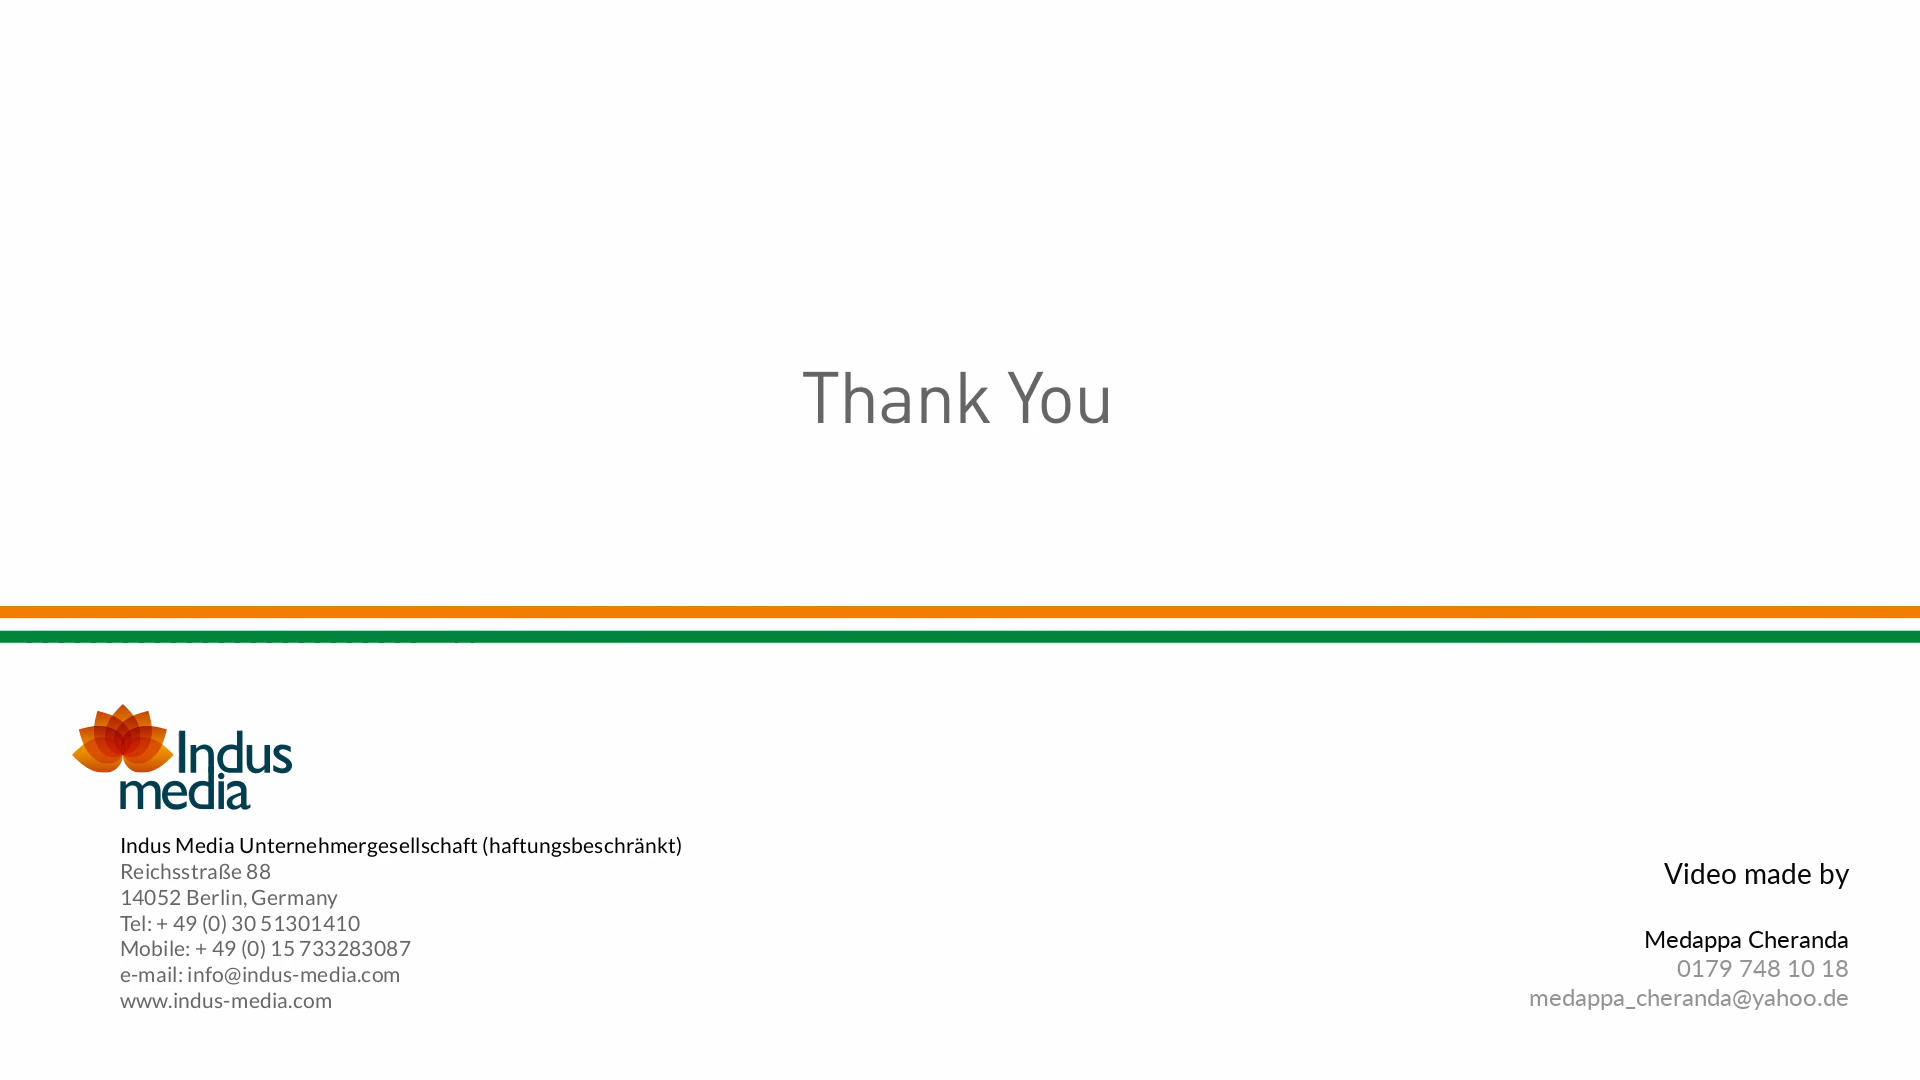 Thank You
Indus
media
Indus Media Unternehmergesellschaft (haftungsbeschränkt)
Reichsstraße 88
14052 Berlin, Germany
Tel: + 49 (0) 30 51301410
Mobile: + 49 (0) 15 733283087
e-mail: info@indus-media.com
www.indus-media.com
Video made by
Medappa Cheranda
0179 748 10 18
medappa_cheranda@yahoo.de